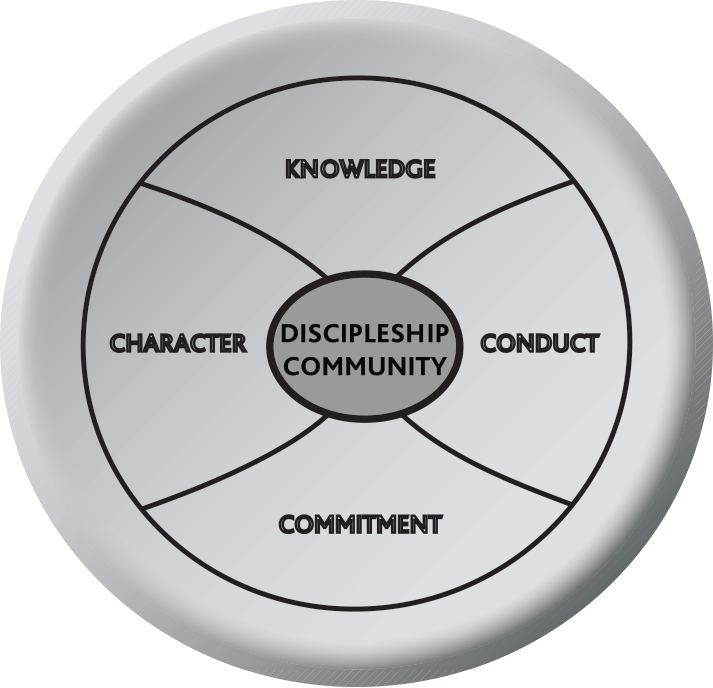 KNOWLEDGE
CHARACTER
DISCIPLESHIP
COMMUNITY
CONDUCT
COMMITMENT